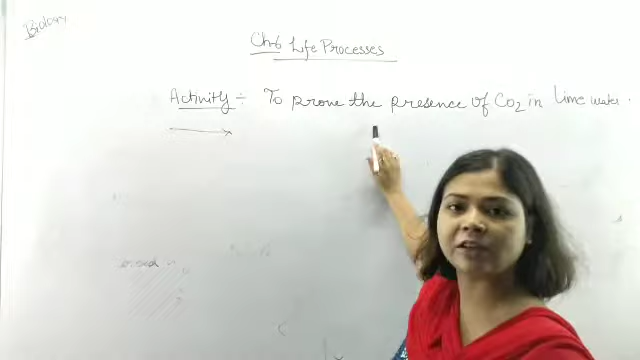 Biology
Ch-6 Life Processes
Activity ÷ To prove the presence of CO2 in lime water.